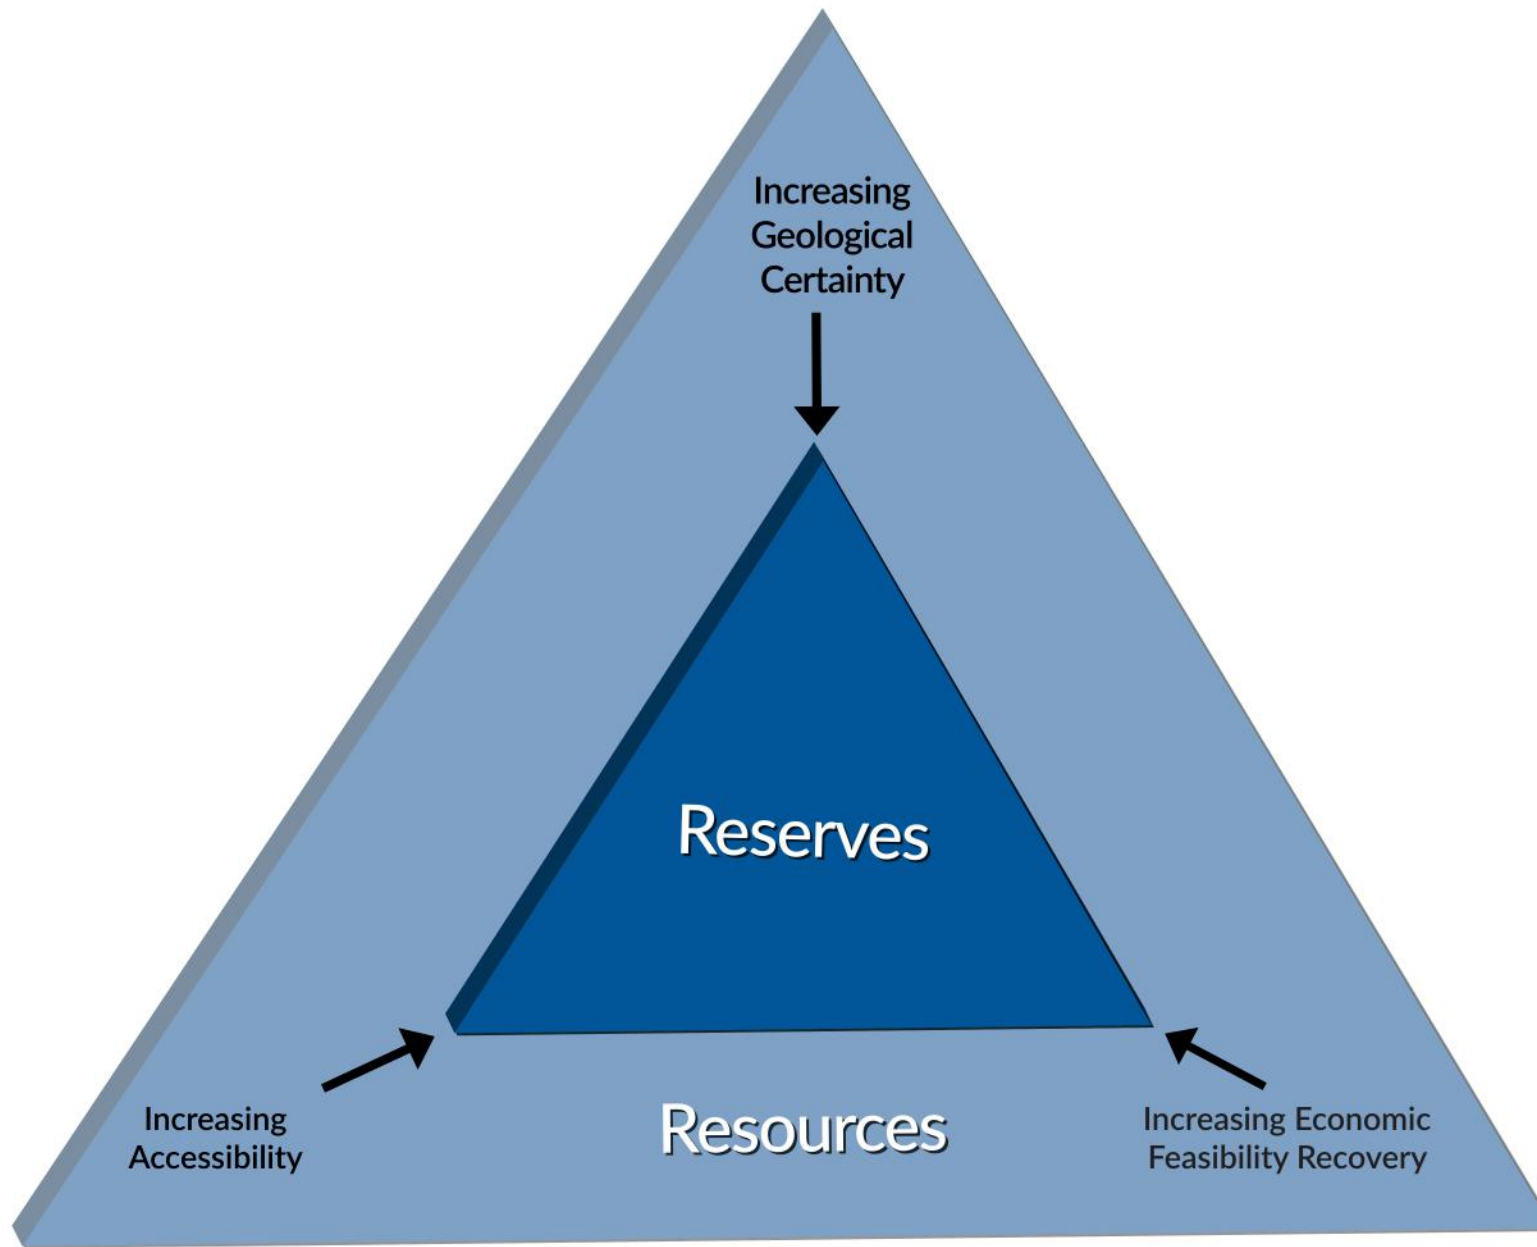 Increasing
Geological
Certainty
Reserves
Increasing
Accessibility
Resources
Increasing Economic
Feasibility Recovery